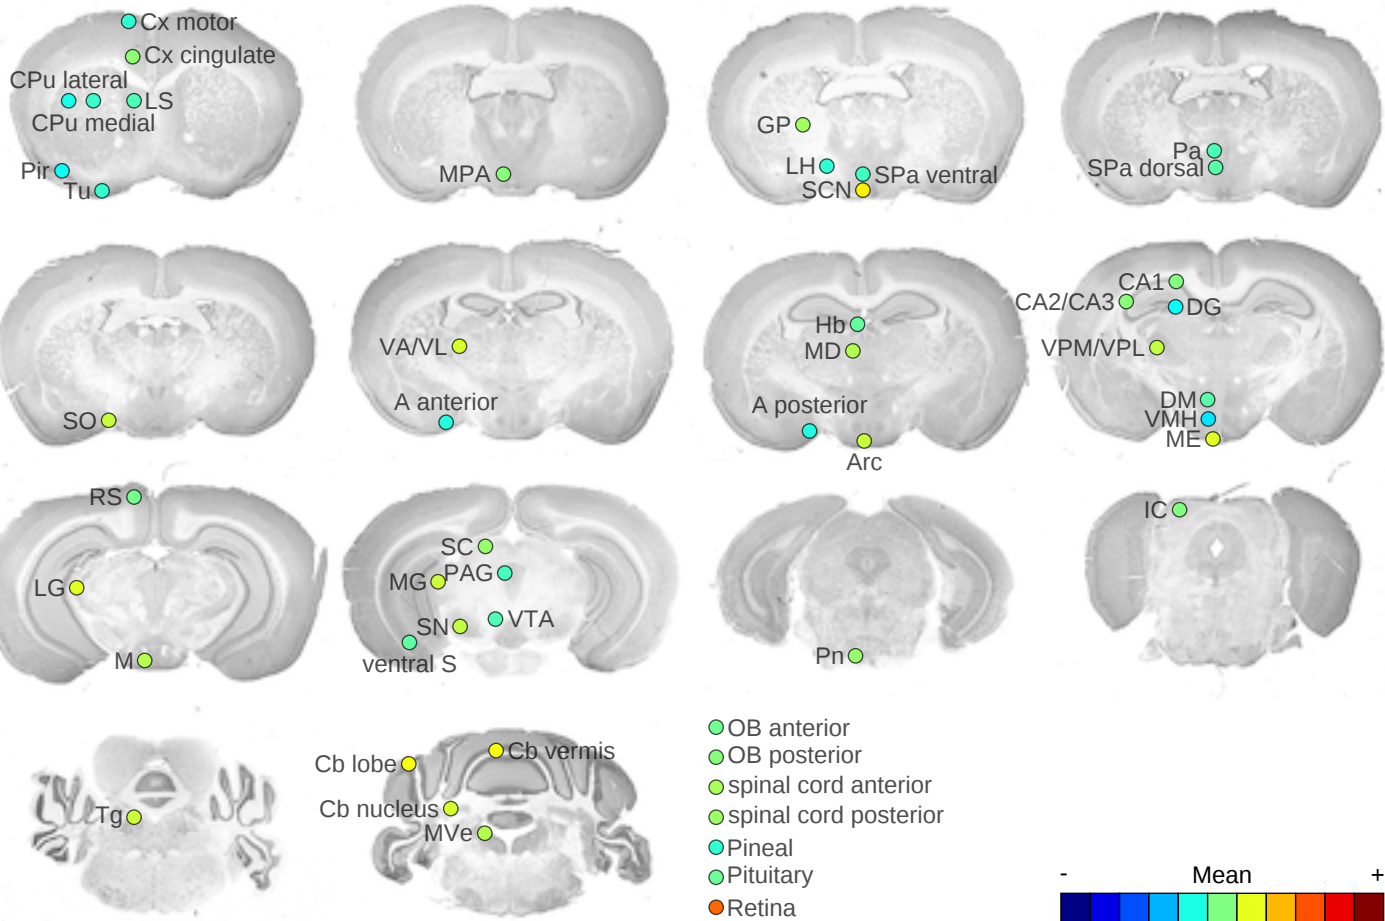 Cx motor
Cx cingulate
CPu lateral
LS
CPu medial
Pir
Tu
MPA
GP
LH
SPa ventral
SCN
Pa
SPa dorsal
SO
VA/VL
A anterior
Hb
MD
A posterior
Arc
CA1
CA2/CA3
DG
VPM/VPL
DM
VMH
ME
RS
LG
M
SC
PAG
MG
SN
VTA
ventral S
Pn
IC
Tg
Cb vermis
Cb lobe
Cb nucleus
MVe
OB anterior
OB posterior
spinal cord anterior
spinal cord posterior
Pineal
Pituitary
Retina
- Mean +